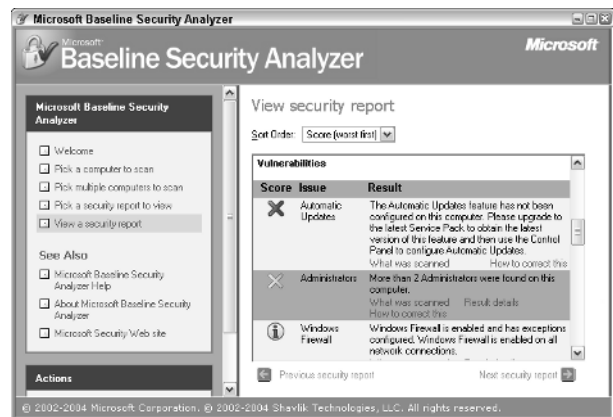 Microsoft Baseline Security Analyzer
Microsoft
Baseline Security Analyzer
Microsoft
Microsoft Baseline Security
Analyzer
Welcome
Pick a computer to scan
Pick multiple computers to scan
Pick a security report to view
View a security report
See Also
Microsoft Baseline Security
Analyzer Help
About Microsoft Baseline Security
Analyzer
Microsoft Security Web site
Actions
View security report
Sort Order: Score (worst first)
Vulnerabilities
Score Issue Result
Automatic
Updates
The Automatic Updates feature has not been
configured on this computer. Please upgrade to
the latest Service Pack to obtain the latest
version of this feature and then use the Control
Panel to configure Automatic Updates.
What was scanned How to correct this
Administrators
More than 2 Administrators were found on this
computer.
What was scanned Result details
How to correct this
Windows
Firewall
Windows Firewall is enabled and has exceptions
configured. Windows Firewall is enabled on all
network connections.
Previous security report Next security report
© 2002-2004 Microsoft Corporation. © 2002-2004 Shavlik Technologies, LLC. All rights reserved.